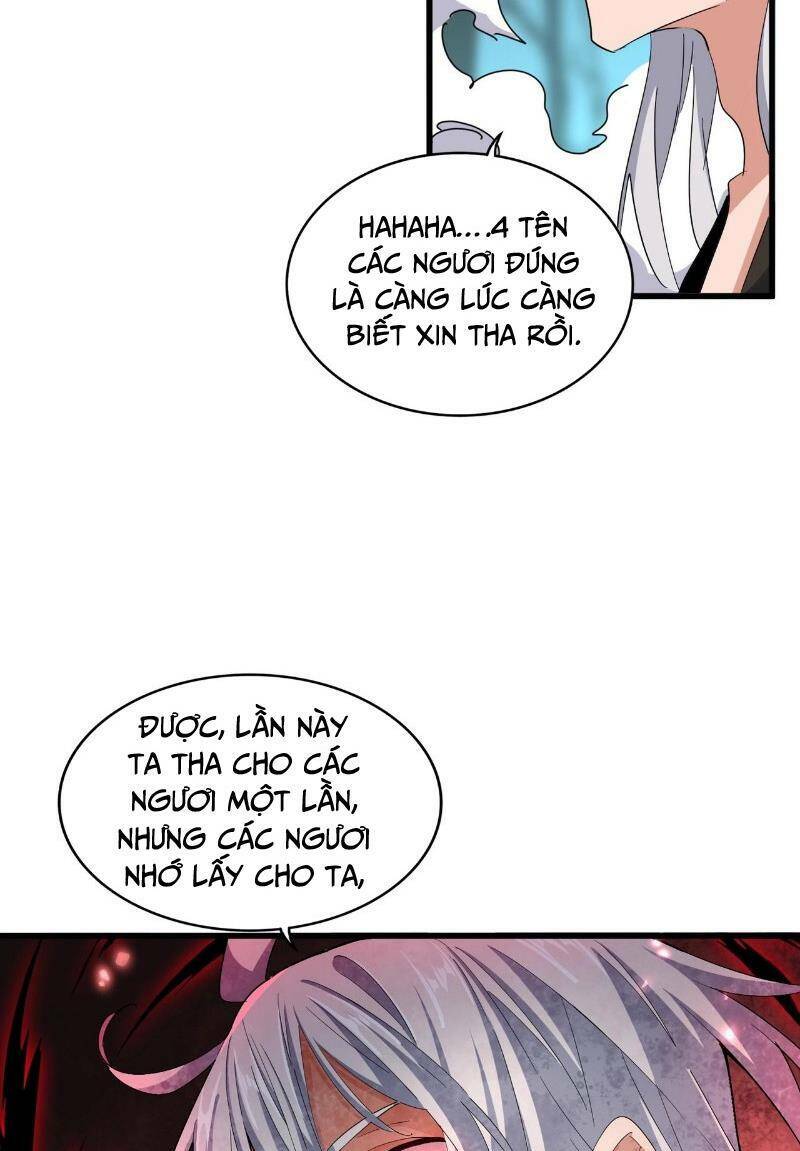 HAHAHA....4 TÊN
CÁC NGƯƠI ĐÚNG
LÀ CÀNG LÚC CÀNG
BIẾT XIN THA RỒI.
ĐƯỢC, LẦN NÀY
TA THA CHO CÁC
NGƯƠI MỘT LẦN,
NHƯNG CÁC NGƯƠI
NHỚ LẤY CHO TA,